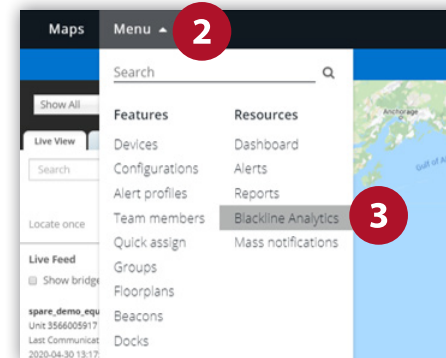 Maps Menu 2
Search
Show All
Features Resources
Live View
Devices Dashboard
Search
Configurations Alerts
Alert profiles Reports
Team members Blackline Analytics 3
Locate once
Quick assign Mass notifications
Live Feed
Groups
Show bridge
Floorplans
spare_demo_equ
Beacons
Unit 3566005917
Last Communicat
Docks
2020-04-30 13:17:
Anchorage
Gulf of A